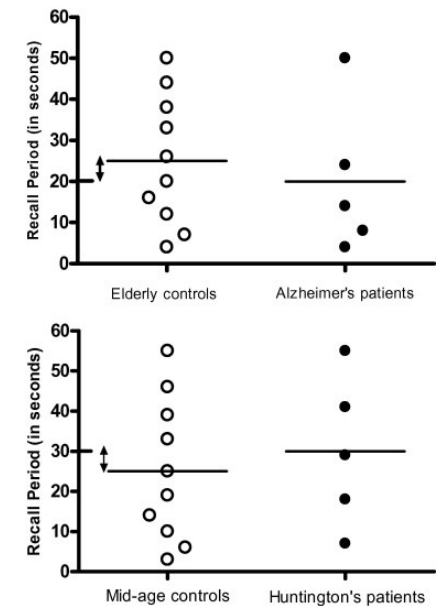 Recall Period (in seconds)
60
50
40
30
20
10
0
Elderly controls
Alzheimer's patients
Recall Period (in seconds)
60
50
40
30
20
10
0
Mid-age controls
Huntington's patients